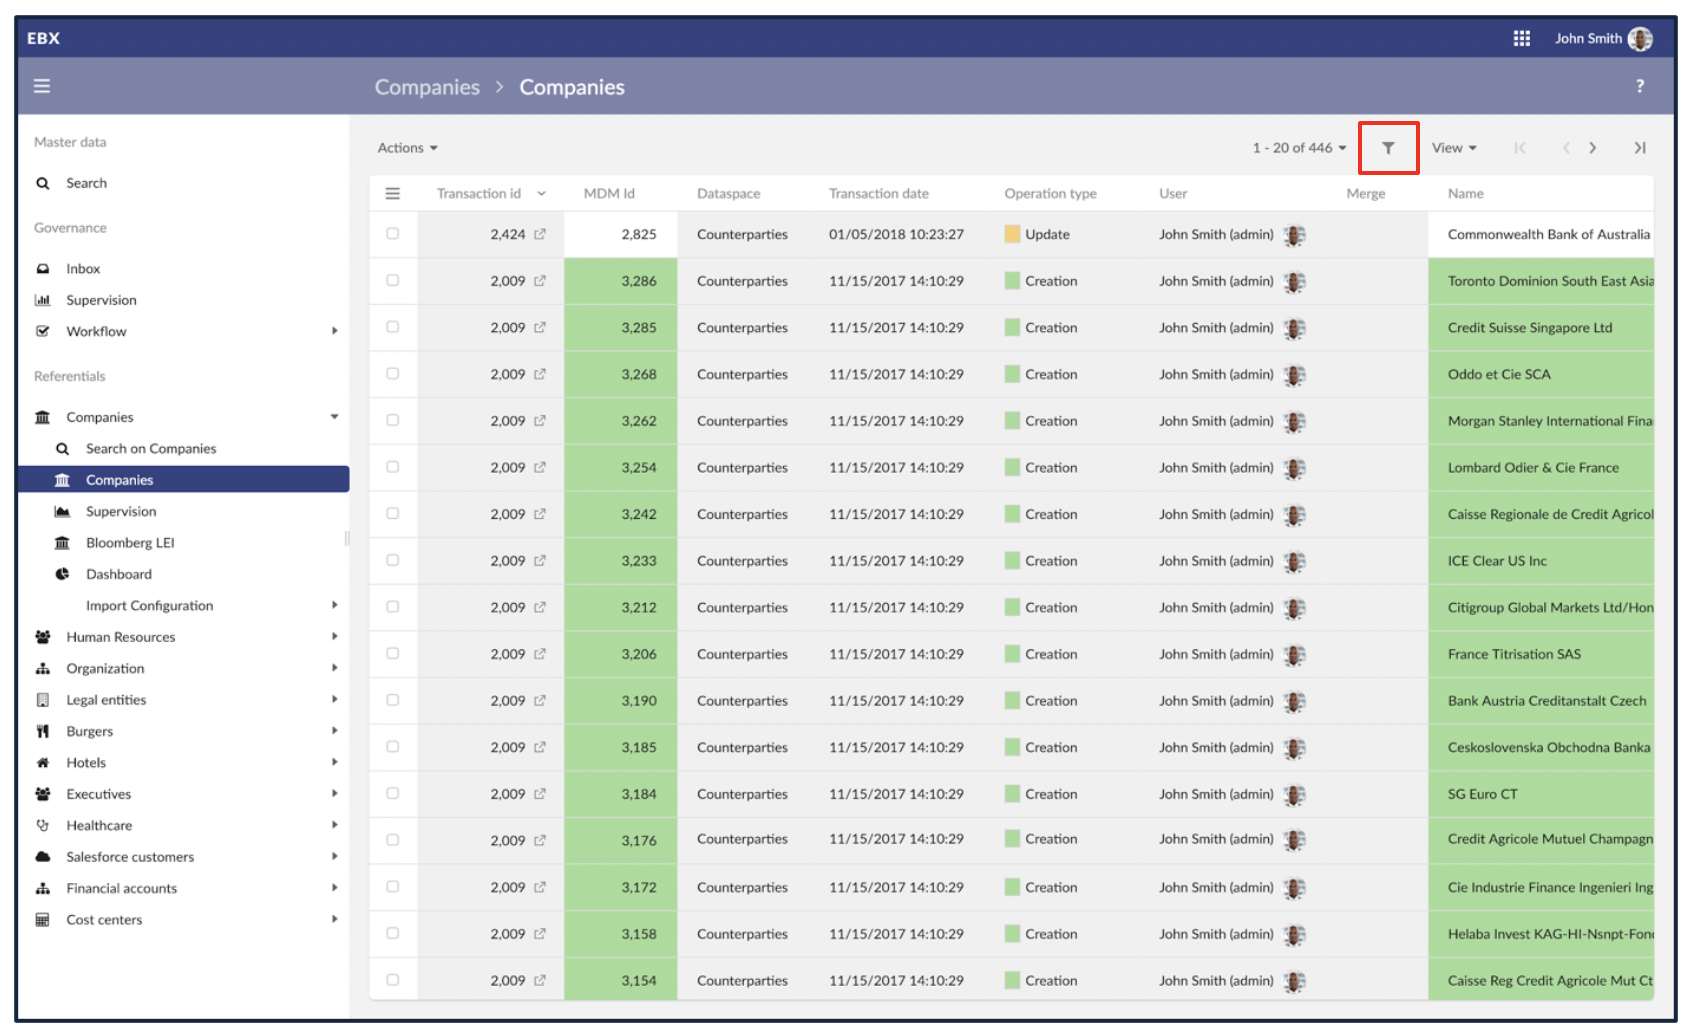 EBX
John Smith
Companies > Companies
?
Master data
Search
Governance
Inbox
Supervision
Workflow
Referentials
Companies
Search on Companies
Companies
Supervision
Bloomberg LEI
Dashboard
Import Configuration
Human Resources
Organization
Legal entities
Burgers
Hotels
Executives
Healthcare
Salesforce customers
Financial accounts
Cost centers
Actions
1 - 20 of 446
View
Transaction id MDM Id Dataspace Transaction date Operation type User Merge Name
2,424 2,825 Counterparties 01/05/2018 10:23:27 Update John Smith (admin) Commonwealth Bank of Australia
2,009 3,286 Counterparties 11/15/2017 14:10:29 Creation John Smith (admin) Toronto Dominion South East Asia
2,009 3,285 Counterparties 11/15/2017 14:10:29 Creation John Smith (admin) Credit Suisse Singapore Ltd
2,009 3,268 Counterparties 11/15/2017 14:10:29 Creation John Smith (admin) Oddo et Cie SCA
2,009 3,262 Counterparties 11/15/2017 14:10:29 Creation John Smith (admin) Morgan Stanley International Fina
2,009 3,254 Counterparties 11/15/2017 14:10:29 Creation John Smith (admin) Lombard Odier & Cie France
2,009 3,242 Counterparties 11/15/2017 14:10:29 Creation John Smith (admin) Caisse Regionale de Credit Agricol
2,009 3,233 Counterparties 11/15/2017 14:10:29 Creation John Smith (admin) ICE Clear US Inc
2,009 3,212 Counterparties 11/15/2017 14:10:29 Creation John Smith (admin) Citigroup Global Markets Ltd/Hon
2,009 3,206 Counterparties 11/15/2017 14:10:29 Creation John Smith (admin) France Titrisation SAS
2,009 3,190 Counterparties 11/15/2017 14:10:29 Creation John Smith (admin) Bank Austria Creditanstalt Czech
2,009 3,185 Counterparties 11/15/2017 14:10:29 Creation John Smith (admin) Ceskoslovenska Obchodna Banka
2,009 3,184 Counterparties 11/15/2017 14:10:29 Creation John Smith (admin) SG Euro CT
2,009 3,176 Counterparties 11/15/2017 14:10:29 Creation John Smith (admin) Credit Agricole Mutuel Champagn
2,009 3,172 Counterparties 11/15/2017 14:10:29 Creation John Smith (admin) Cie Industrie Finance Ingenieri Ing
2,009 3,158 Counterparties 11/15/2017 14:10:29 Creation John Smith (admin) Helaba Invest KAG-HI-Nsnpt-Fond
2,009 3,154 Counterparties 11/15/2017 14:10:29 Creation John Smith (admin) Caisse Reg Credit Agricole Mut Ct